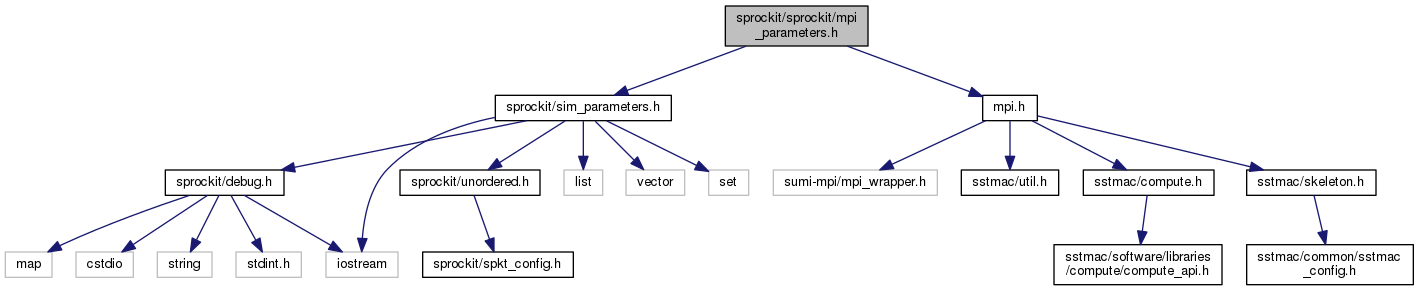 sprockit/sprockit/mpi
_parameters.h
sprockit/sim_parameters.h
mpi.h
sprockit/debug.h
sprockit/unordered.h
list
vector
set
sumi-mpi/mpi_wrapper.h
sstmac/util.h
sstmac/compute.h
sstmac/skeleton.h
map
cstdio
string
stdint.h
iostream
sprockit/spkt_config.h
sstmac/software/libraries
/compute/compute_api.h
sstmac/common/sstmac
_config.h